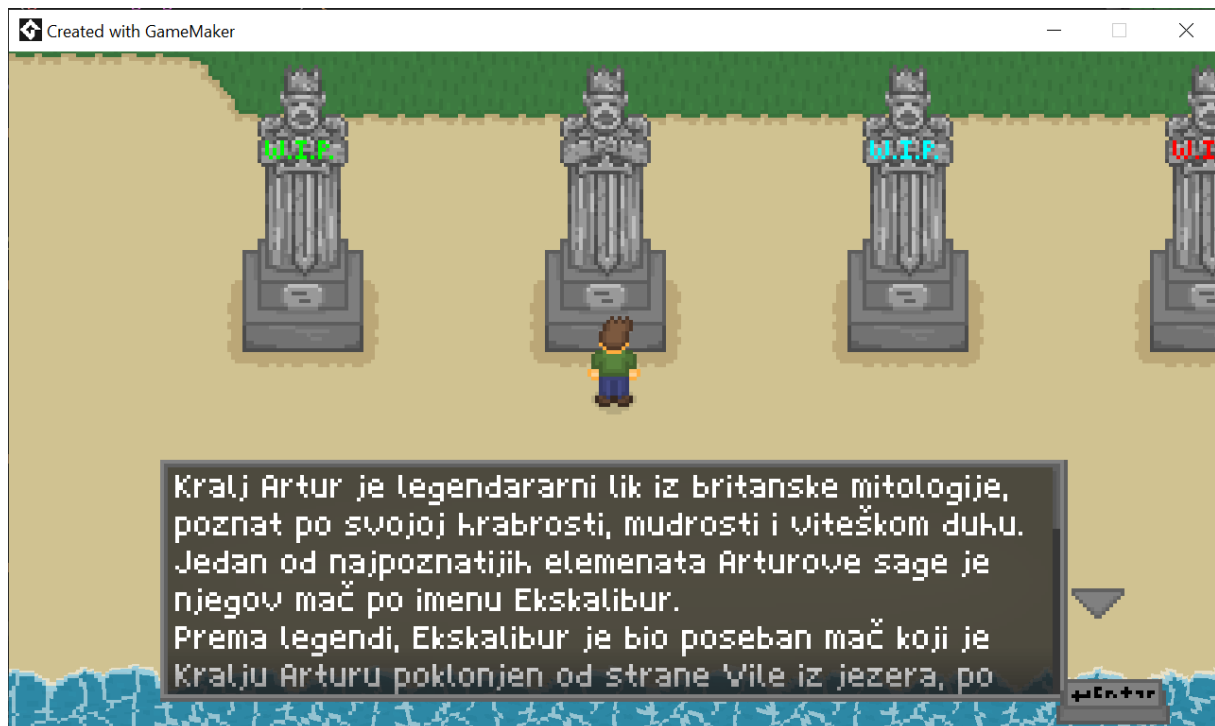 Created with GameMaker
W.I.P.
W.I.P.
W.I
Kralj Artur je legendararni lik iz britanske mitologije,
poznat po svojoj hrabrosti, mudrosti i viteškom duhu.
Jedan od najpoznatijih elemenata Arturove sage je
njegov mač po imenu Ekskalibur.
Prema legendi, Ekskalibur je bio poseban mač koji je
Kralju Arturu poklonjen od strane Vile iz jezera, po
Enter